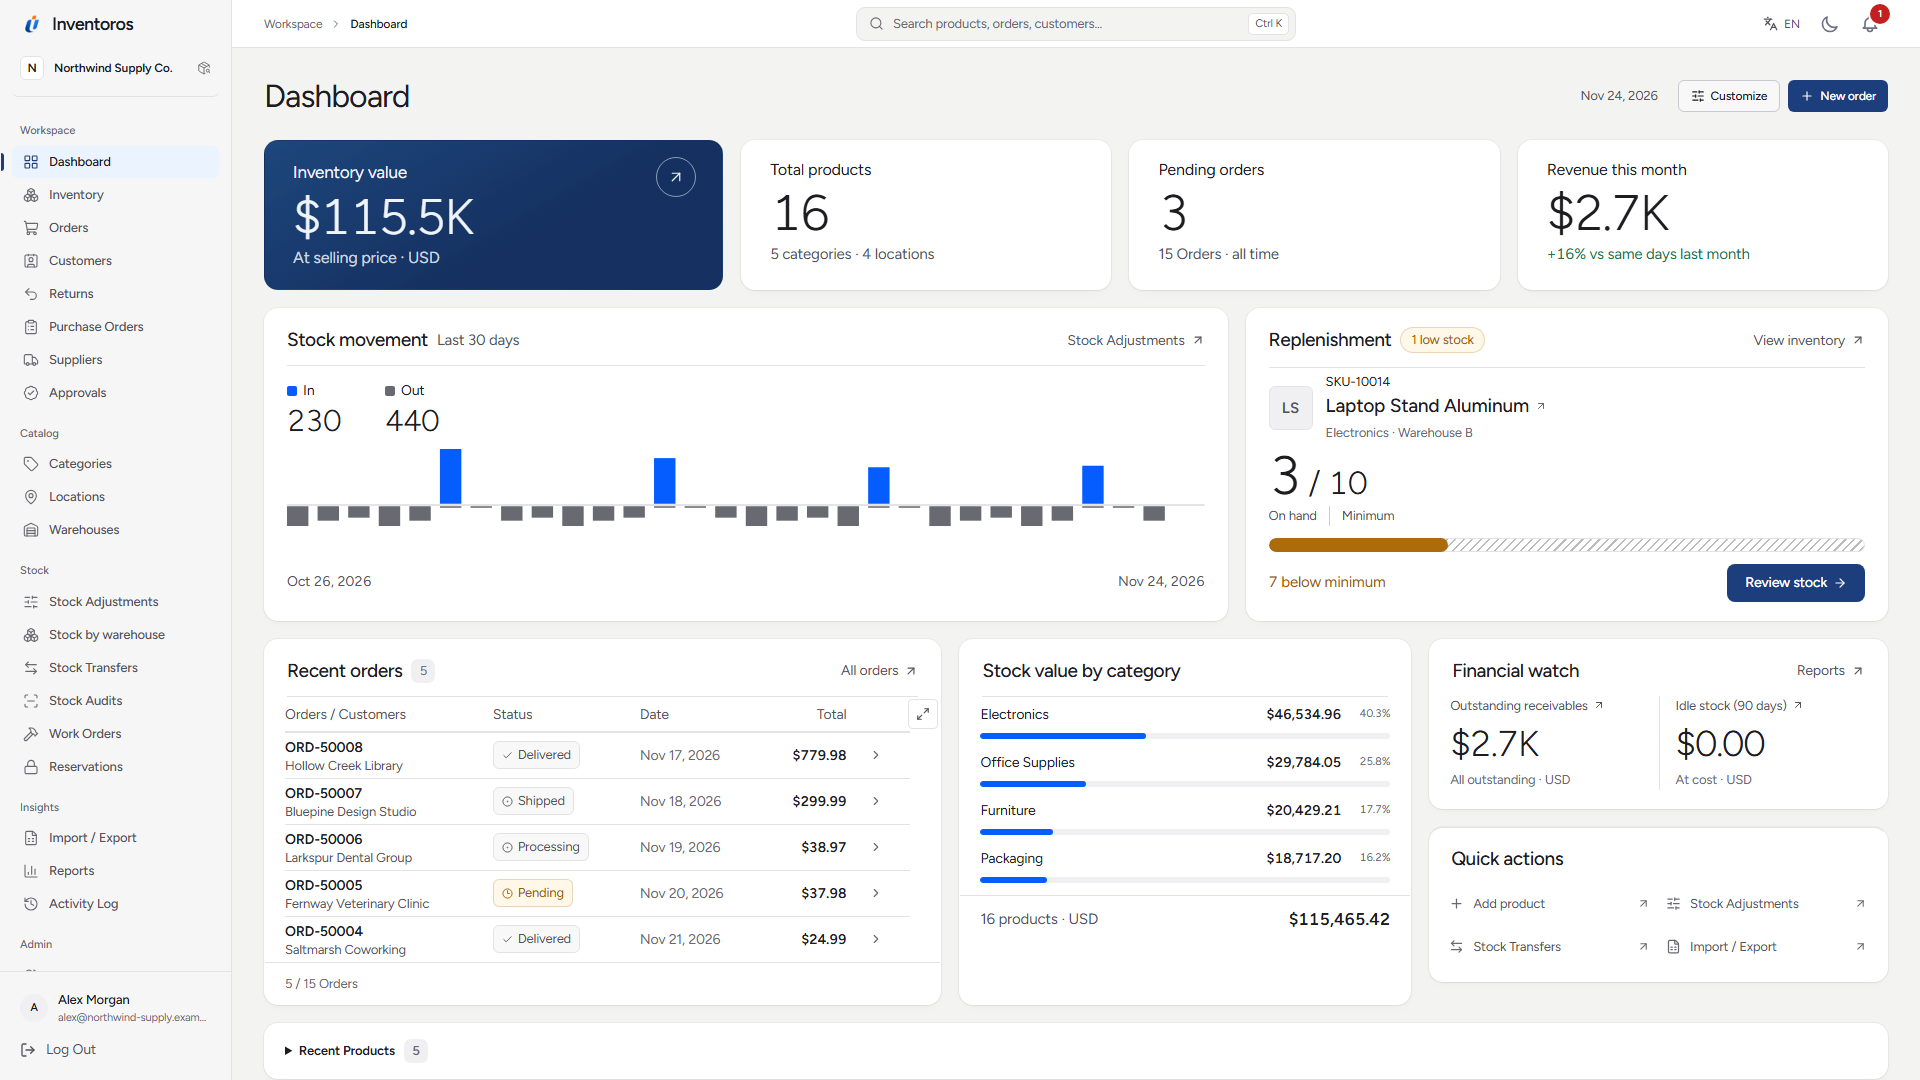 Inventoros
N Northwind Supply Co.
Workspace
Dashboard
Inventory
Orders
Customers
Returns
Purchase Orders
Suppliers
Approvals
Catalog
Categories
Locations
Warehouses
Stock
Stock Adjustments
Stock by warehouse
Stock Transfers
Stock Audits
Work Orders
Reservations
Insights
Import / Export
Reports
Activity Log
Admin
A
Alex Morgan
alex@northwind-supply.exam...
Log Out
Workspace > Dashboard
Search products, orders, customers... Ctrl K
EN
1
Dashboard
Nov 24, 2026
Customize
+ New order
Inventory value
$115.5K
At selling price · USD
Total products
16
5 categories · 4 locations
Pending orders
3
15 Orders · all time
Revenue this month
$2.7K
+16% vs same days last month
Stock movement Last 30 days
Stock Adjustments
In Out
230 440
Oct 26, 2026 Nov 24, 2026
Replenishment 1 low stock
View inventory
LS
SKU-10014
Laptop Stand Aluminum
Electronics · Warehouse B
3 / 10
On hand Minimum
7 below minimum
Review stock
Recent orders 5
All orders
Orders / Customers Status Date Total
ORD-50008
Hollow Creek Library
Delivered Nov 17, 2026 $779.98
ORD-50007
Bluepine Design Studio
Shipped Nov 18, 2026 $299.99
ORD-50006
Larkspur Dental Group
Processing Nov 19, 2026 $38.97
ORD-50005
Fernway Veterinary Clinic
Pending Nov 20, 2026 $37.98
ORD-50004
Saltmarsh Coworking
Delivered Nov 21, 2026 $24.99
5 / 15 Orders
Stock value by category
Electronics $46,534.96 40.3%
Office Supplies $29,784.05 25.8%
Furniture $20,429.21 17.7%
Packaging $18,717.20 16.2%
16 products · USD $115,465.42
Financial watch
Reports
Outstanding receivables
$2.7K
All outstanding · USD
Idle stock (90 days)
$0.00
At cost · USD
Quick actions
Add product
Stock Adjustments
Stock Transfers
Import / Export
Recent Products 5